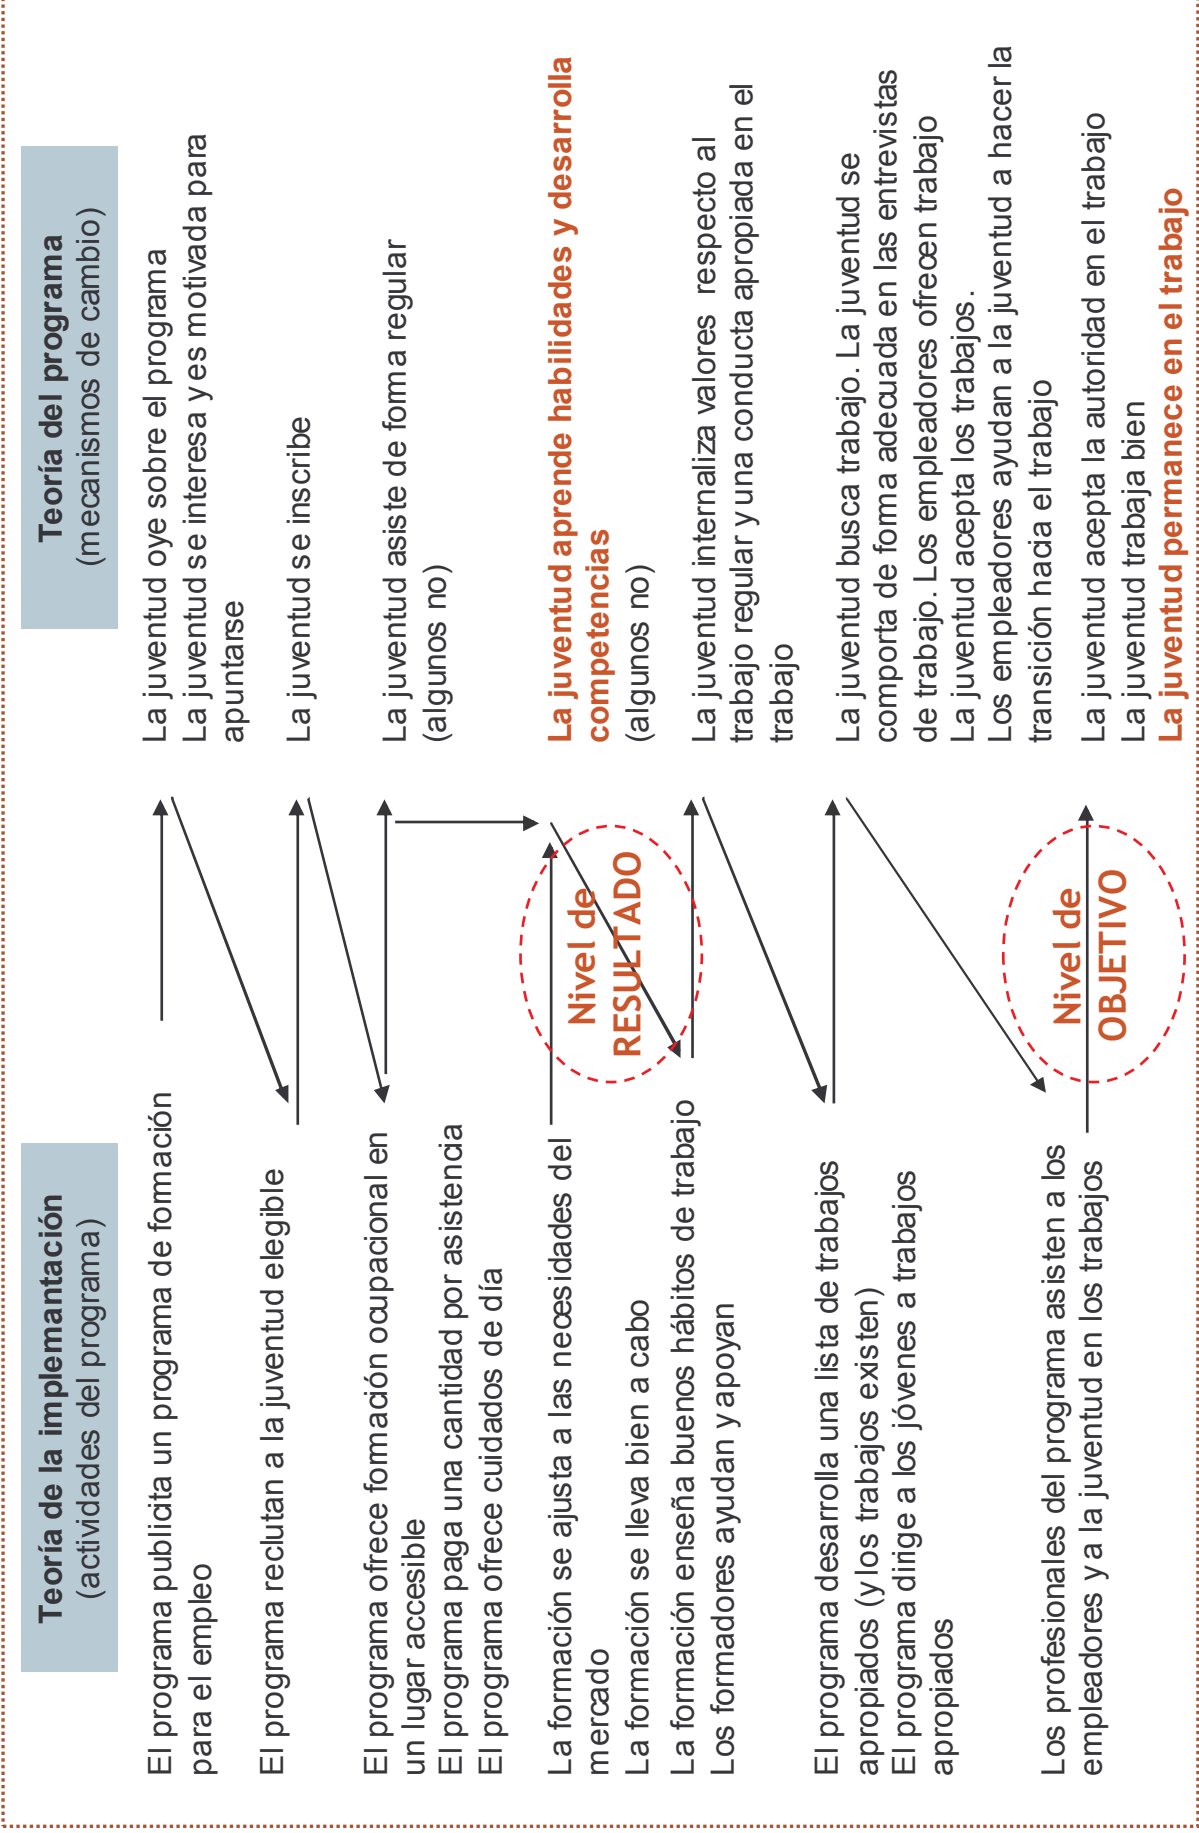 Teoría de la implemantación
(actividades del programa)
El programa publicita un programa de formación
para el empleo
El programa reclutan a la juventud elegible
El programa ofrece formación ocupacional en
un lugar accesible
El programa paga una cantidad por asistencia
El programa ofrece cuidados de día
La formación se ajusta a las necesidades del
mercado
La formación se lleva bien a cabo
La formación enseña buenos hábitos de trabajo
Los formadores ayudan y apoyan
El programa desarrolla una lista de trabajos
apropiados (y los trabajos existen)
El programa dirige a los jóvenes a trabajos
apropiados
Los profesionales del programa asisten a los
empleadores y a la juventud en los trabajos
Nivel de
RESULTADO
Nivel de
OBJETIVO
Teoría del programa
(mecanismos de cambio)
La juventud oye sobre el programa
La juventud se interesa y es motivada para
apuntarse
La juventud se inscribe
La juventud asiste de forma regular
(algunos no)
La juventud aprende habilidades y desarrolla
competencias
(algunos no)
La juventud internaliza valores respecto al
trabajo regular y una conducta apropiada en el
trabajo
La juventud busca trabajo. La juventud se
comporta de forma adecuada en las entrevistas
de trabajo. Los empleadores ofrecen trabajo
La juventud acepta los trabajos.
Los empleadores ayudan a la juventud a hacer la
transición hacia el trabajo
La juventud acepta la autoridad en el trabajo
La juventud trabaja bien
La juventud permanece en el trabajo